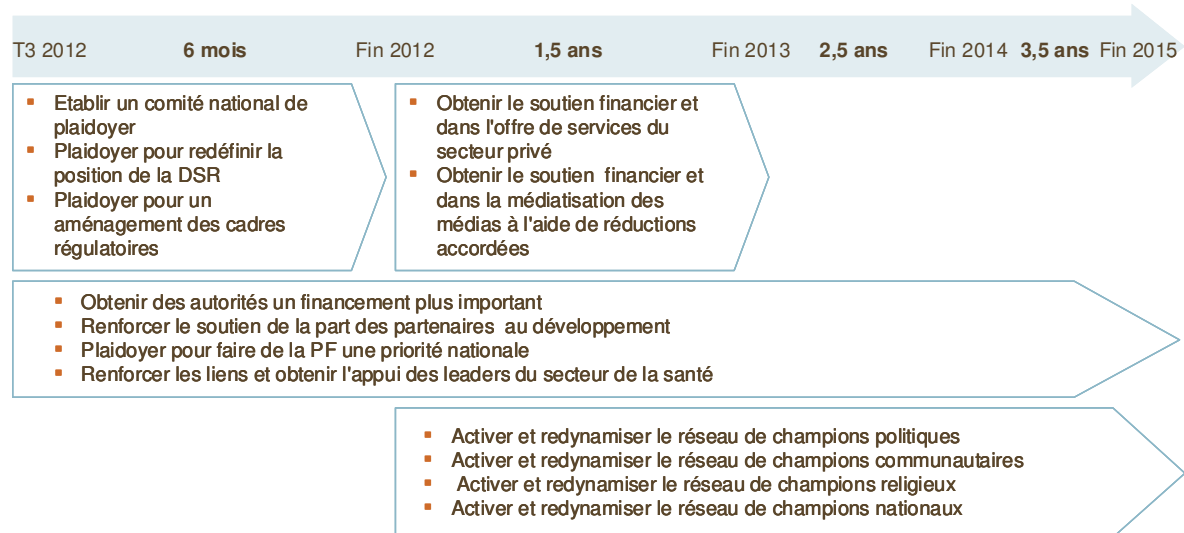 T3 2012 6 mois Fin 2012 1,5 ans Fin 2013 2,5 ans Fin 2014 3,5 ans Fin 2015
▪ Etablir un comité national de
plaidoyer
▪ Plaidoyer pour redéfinir la
position de la DSR
▪ Plaidoyer pour un
aménagement des cadres
régulatoires
▪ Obtenir le soutien financier et
dans l'offre de services du
secteur privé
▪ Obtenir le soutien financier et
dans la médiatisation des
médias à l'aide de réductions
accordées
▪ Obtenir des autorités un financement plus important
▪ Renforcer le soutien de la part des partenaires au développement
▪ Plaidoyer pour faire de la PF une priorité nationale
▪ Renforcer les liens et obtenir l'appui des leaders du secteur de la santé
▪ Activer et redynamiser le réseau de champions politiques
▪ Activer et redynamiser le réseau de champions communautaires
▪ Activer et redynamiser le réseau de champions religieux
▪ Activer et redynamiser le réseau de champions nationaux